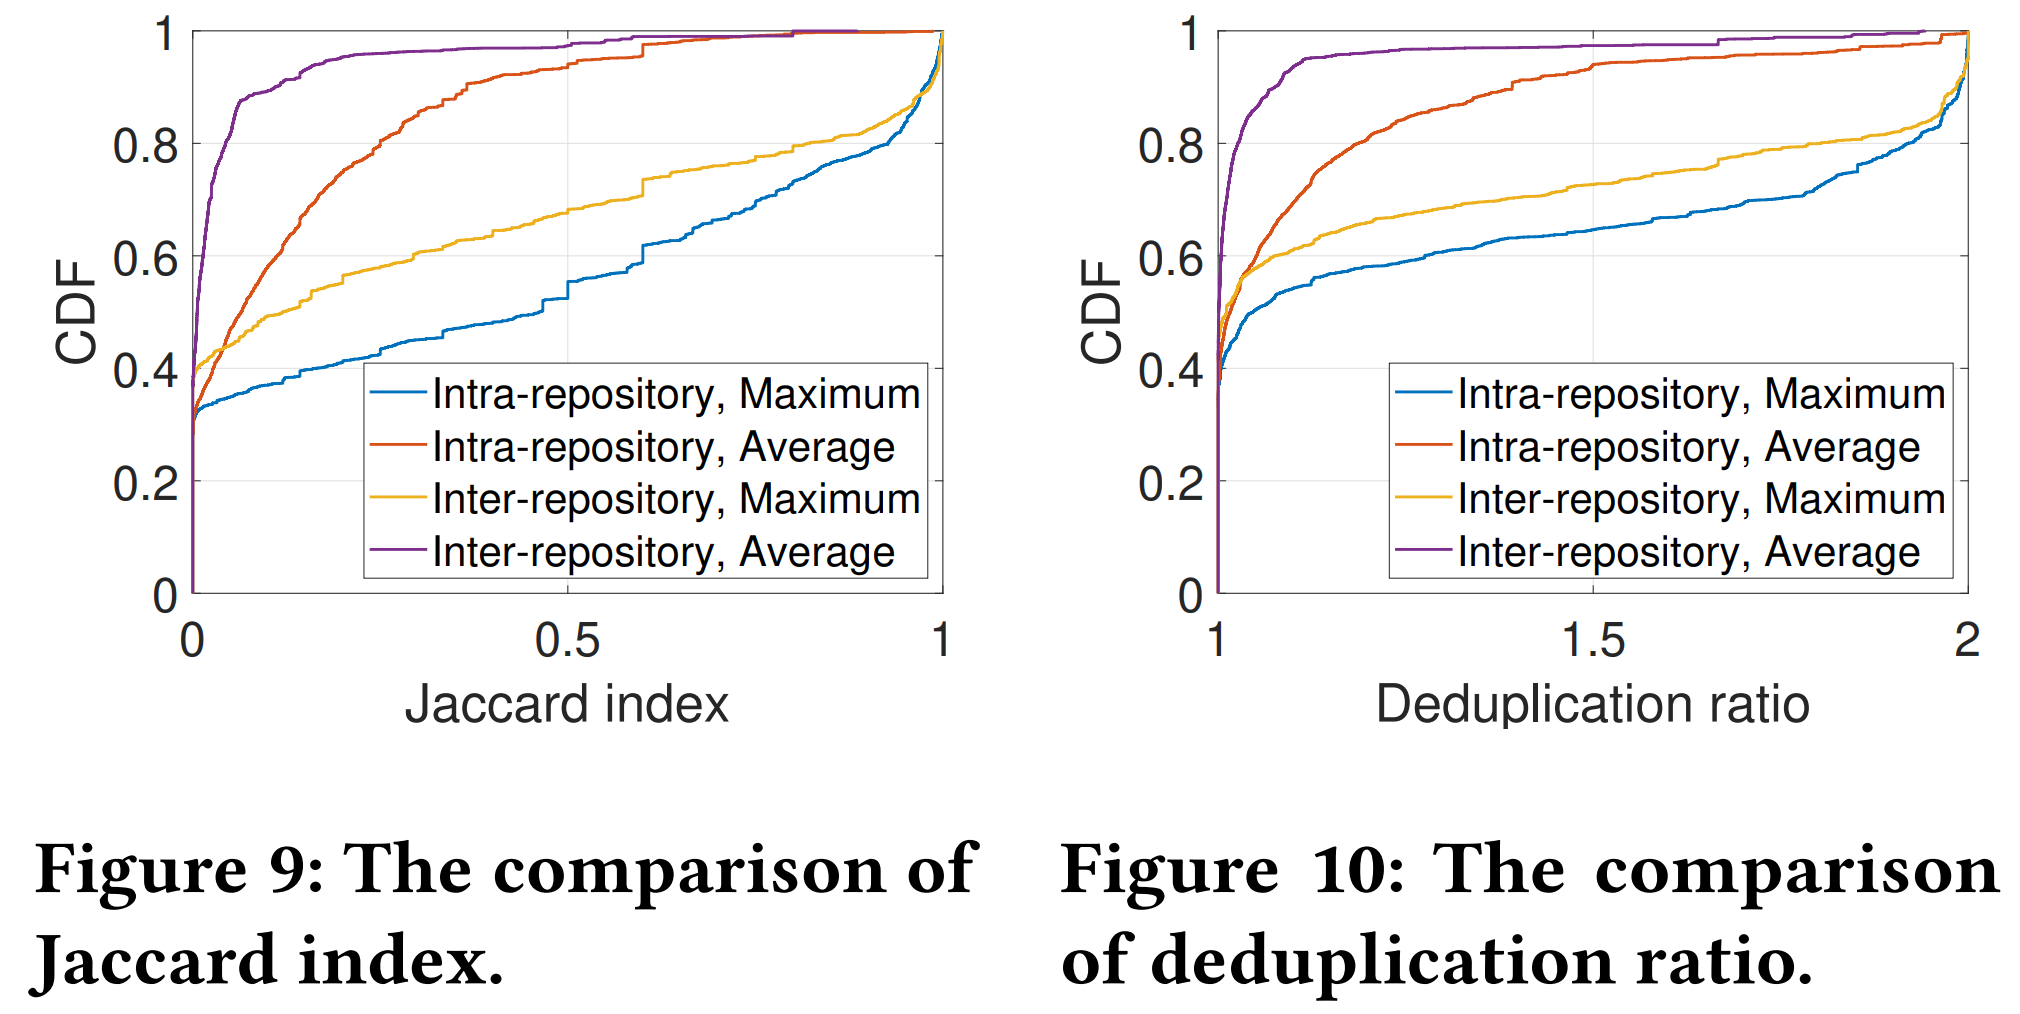 1
0.8
0.6
0.4
0.2
0
CDF
Intra-repository, Maximum
Intra-repository, Average
Inter-repository, Maximum
Inter-repository, Average
0
0.5
1
Jaccard index
Figure 9: The comparison of
Jaccard index.
1
0.8
0.6
0.4
0.2
0
CDF
Intra-repository, Maximum
Intra-repository, Average
Inter-repository, Maximum
Inter-repository, Average
1
1.5
2
Deduplication ratio
Figure 10: The comparison
of deduplication ratio.